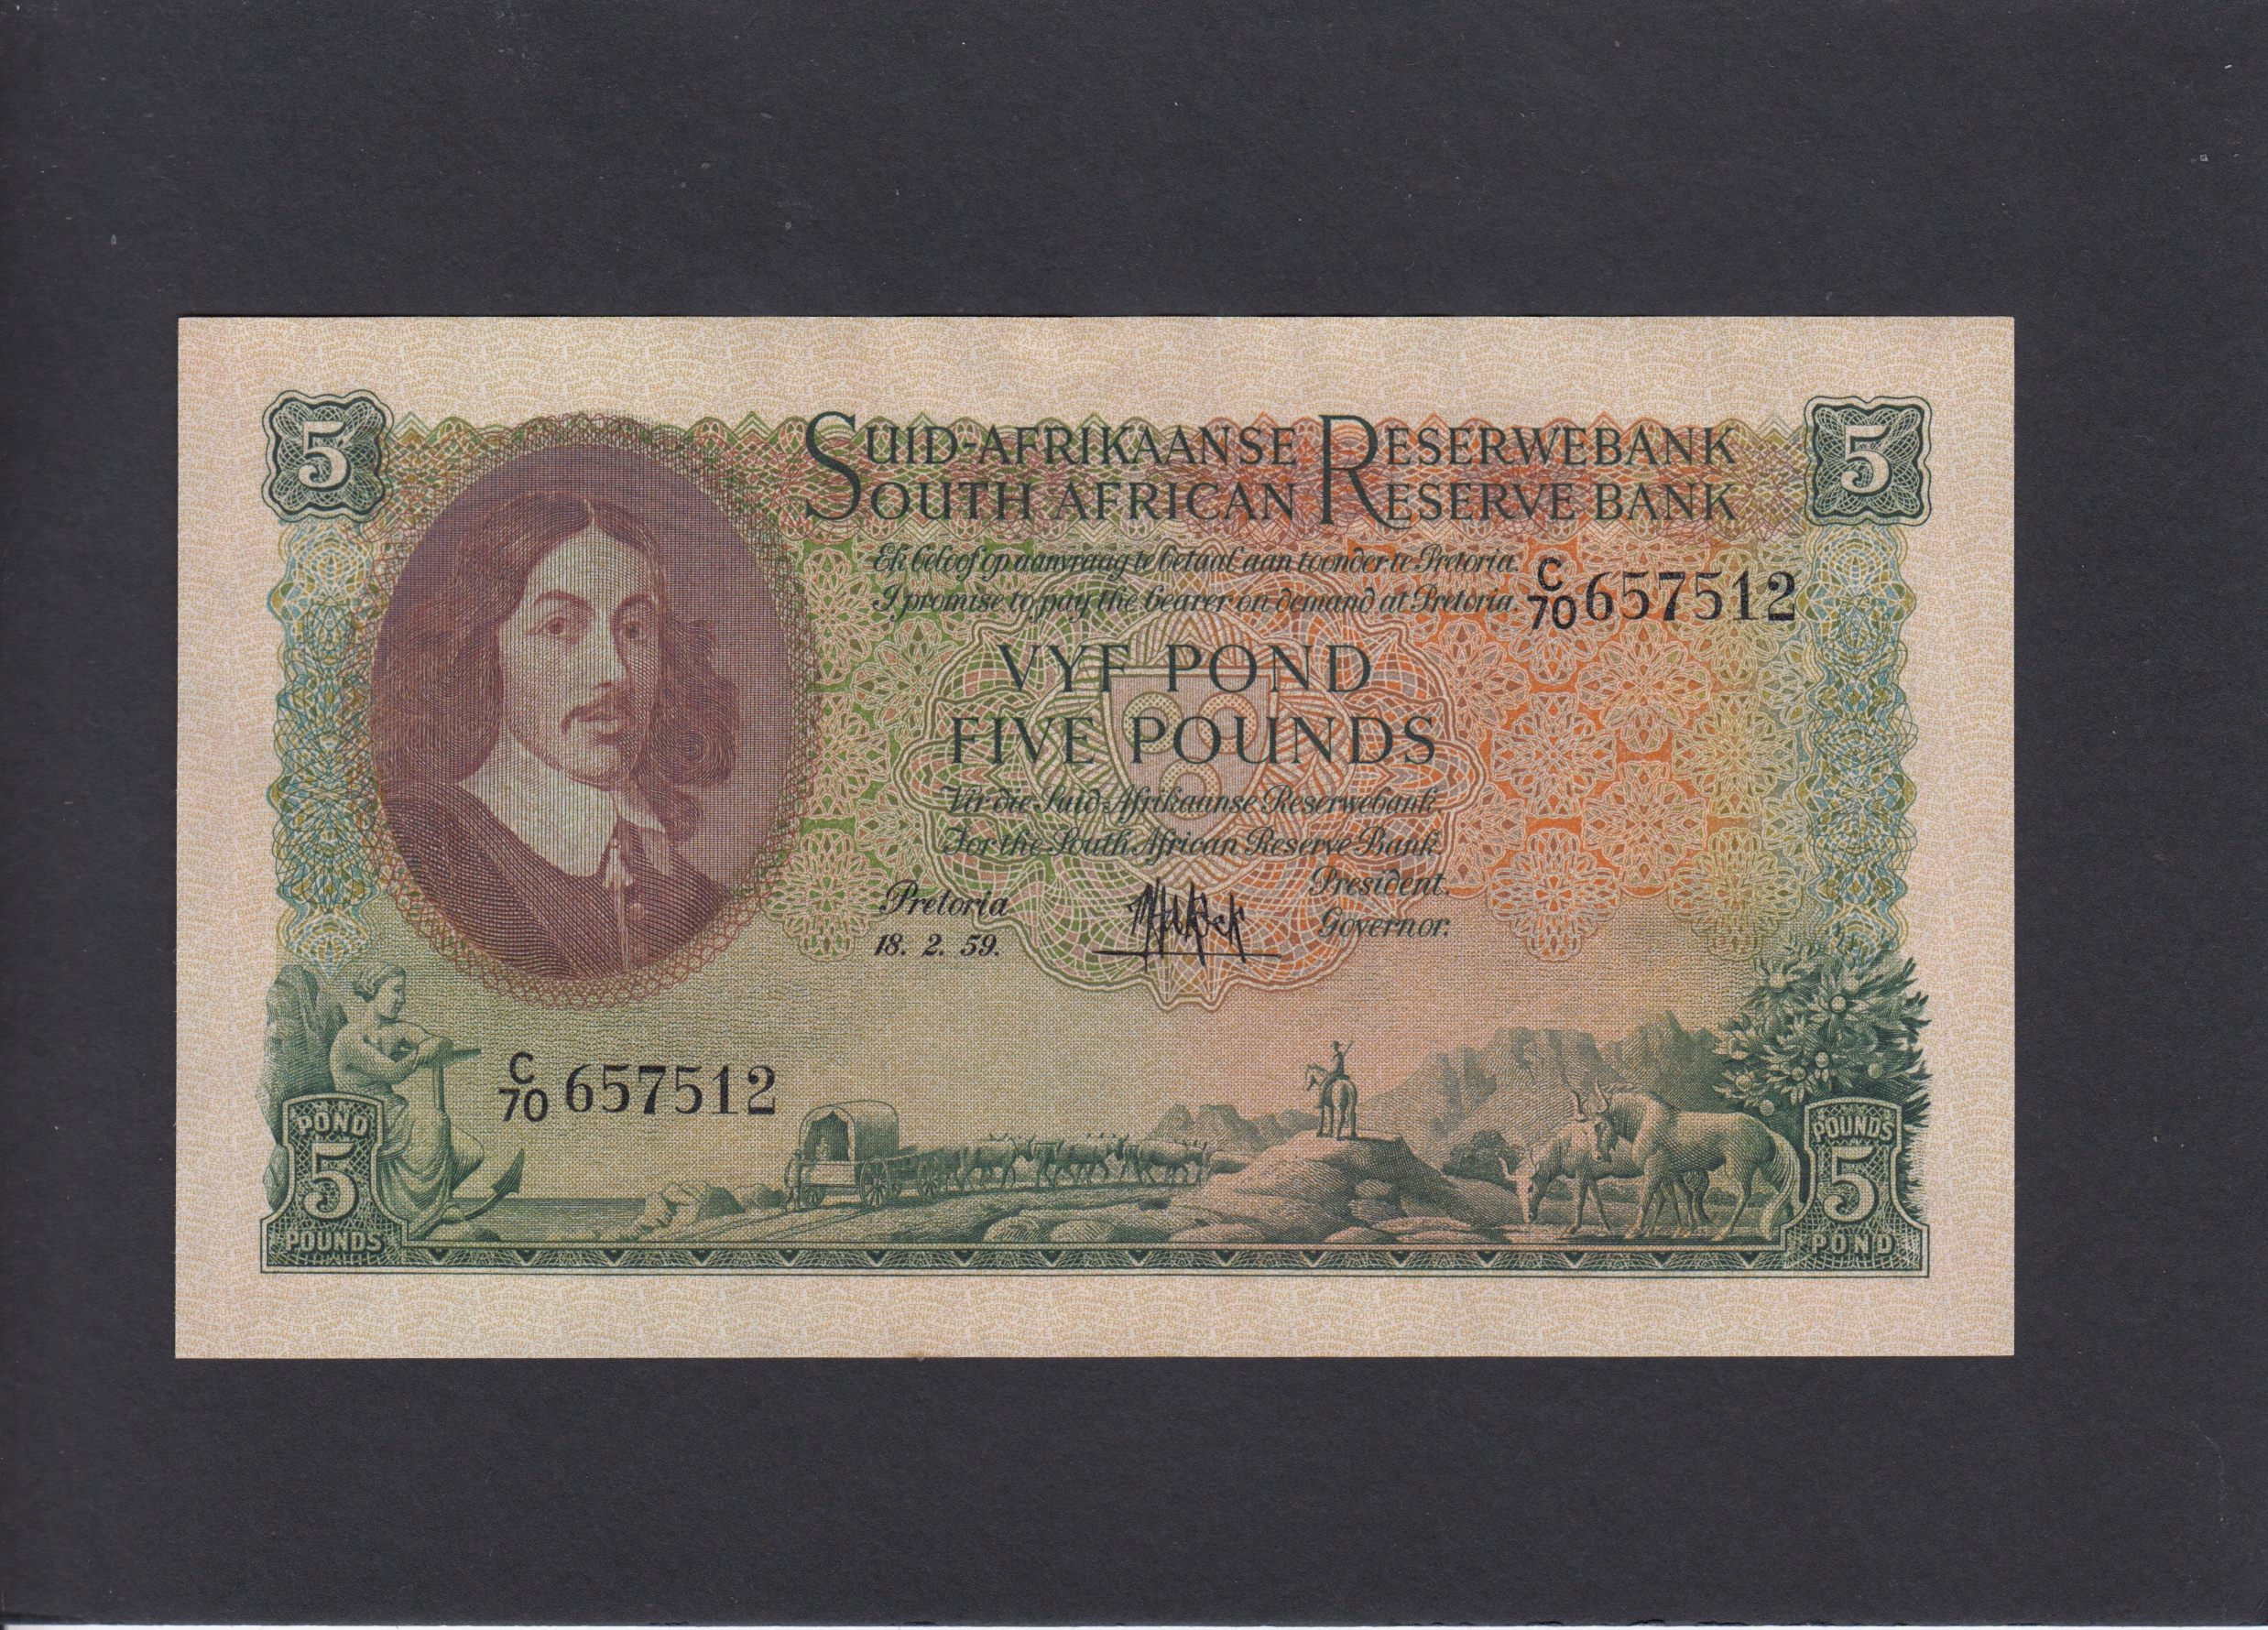 5
5
SUID-AFRIKAANSE RESERWEBANK
SOUTH AFRICAN RESERVE BANK
Ek beloof op aanvraag te betaal aan toonder te Pretoria.
I promise to pay the bearer on demand at Pretoria.
C/70 657512
VYF POND
FIVE POUNDS
Vir die Suid-Afrikaanse Reserwebank
For the South African Reserve Bank
Pretoria
18. 2. 59.
President.
Governor.
C/70 657512
POND
5
POUNDS
POUNDS
5
POND